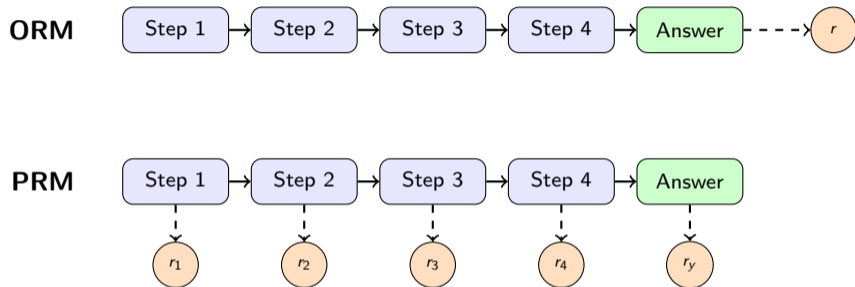 ORM Step 1 Step 2 Step 3 Step 4 Answer r
PRM Step 1 Step 2 Step 3 Step 4 Answer
r₁ r₂ r₃ r₄ r_y